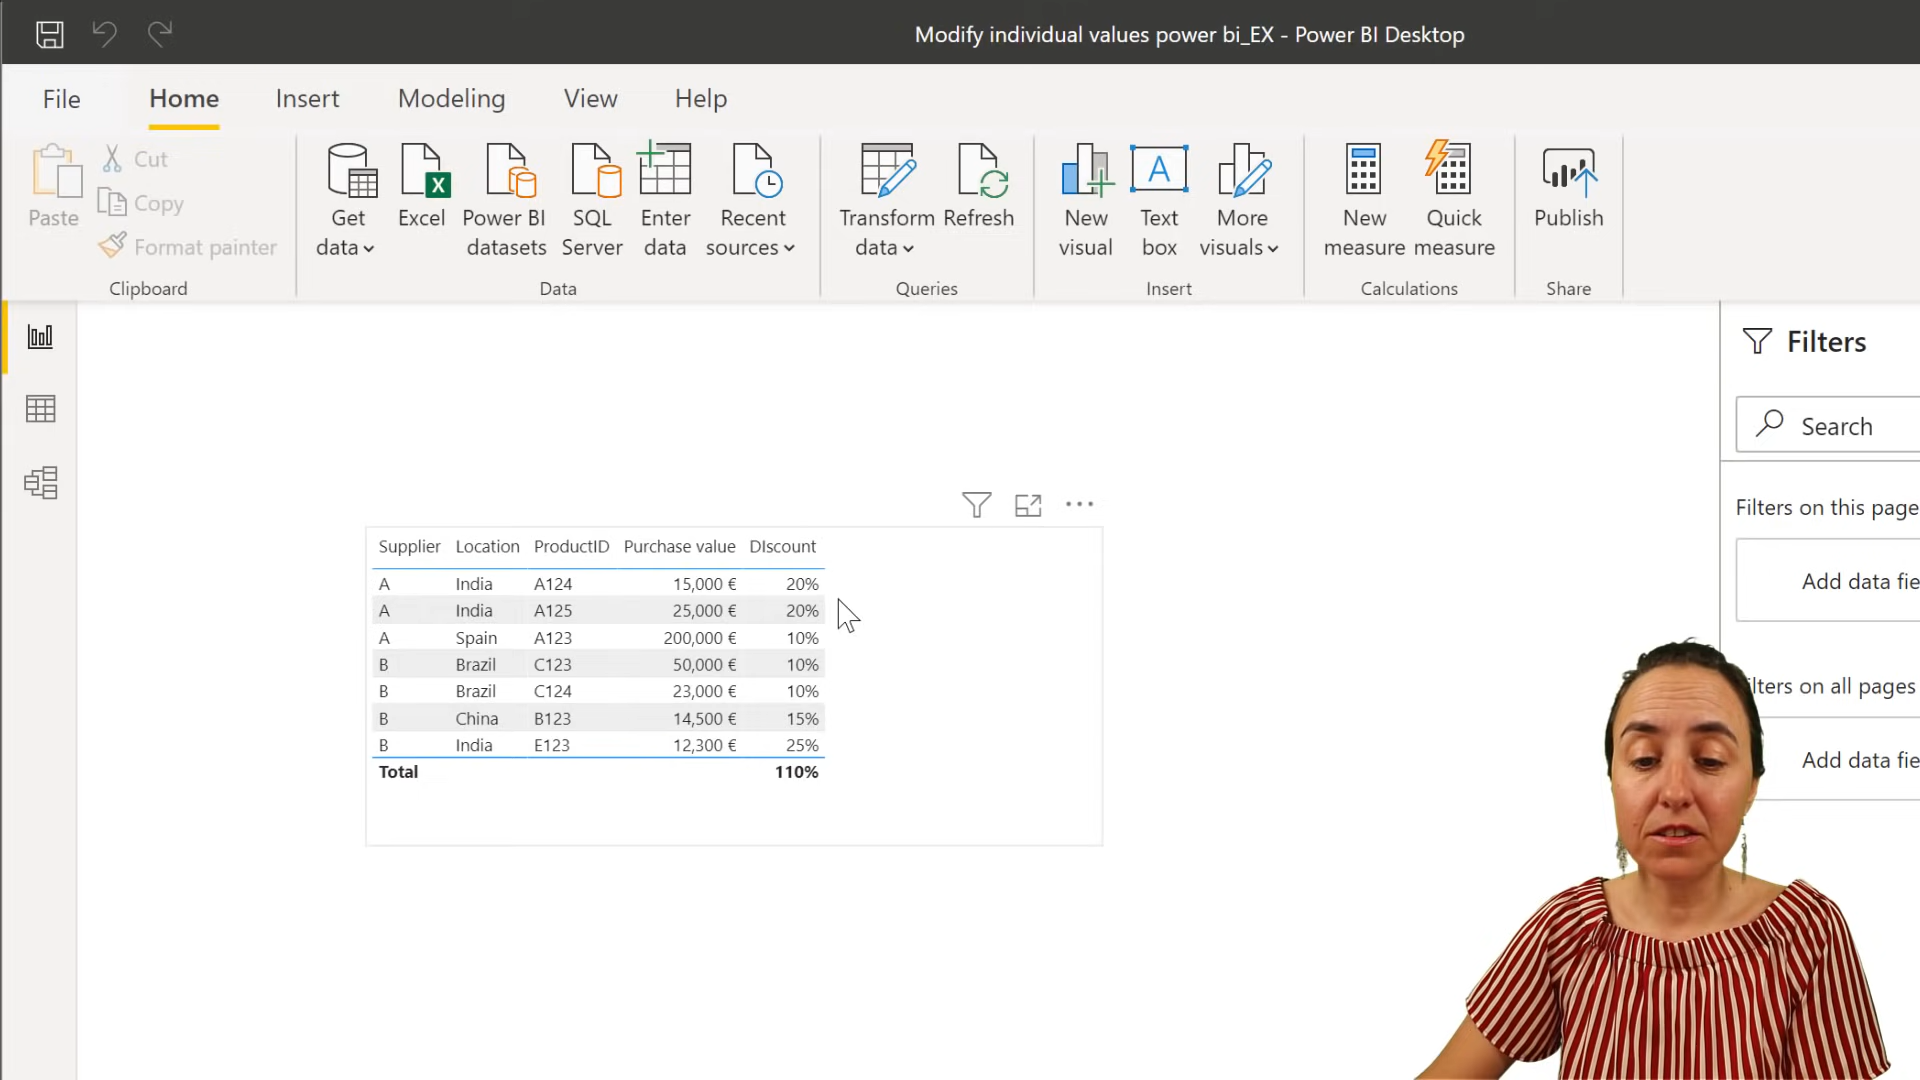 Modify individual values power bi_EX - Power BI Desktop
File Home Insert Modeling View Help
Paste
Cut
Copy
Format painter
Clipboard
Get data
Excel
Power BI datasets
SQL Server
Enter data
Recent sources
Data
Transform data
Refresh
Queries
New visual
A
Text box
More visuals
Insert
New measure
Quick measure
Calculations
Publish
Share
Supplier Location ProductID Purchase value DIscount
A India A124 15,000 € 20%
A India A125 25,000 € 20%
A Spain A123 200,000 € 10%
B Brazil C123 50,000 € 10%
B Brazil C124 23,000 € 10%
B China B123 14,500 € 15%
B India E123 12,300 € 25%
Total 110%
Filters
Search
Filters on this page
Add data fie
ilters on all pages
Add data fie